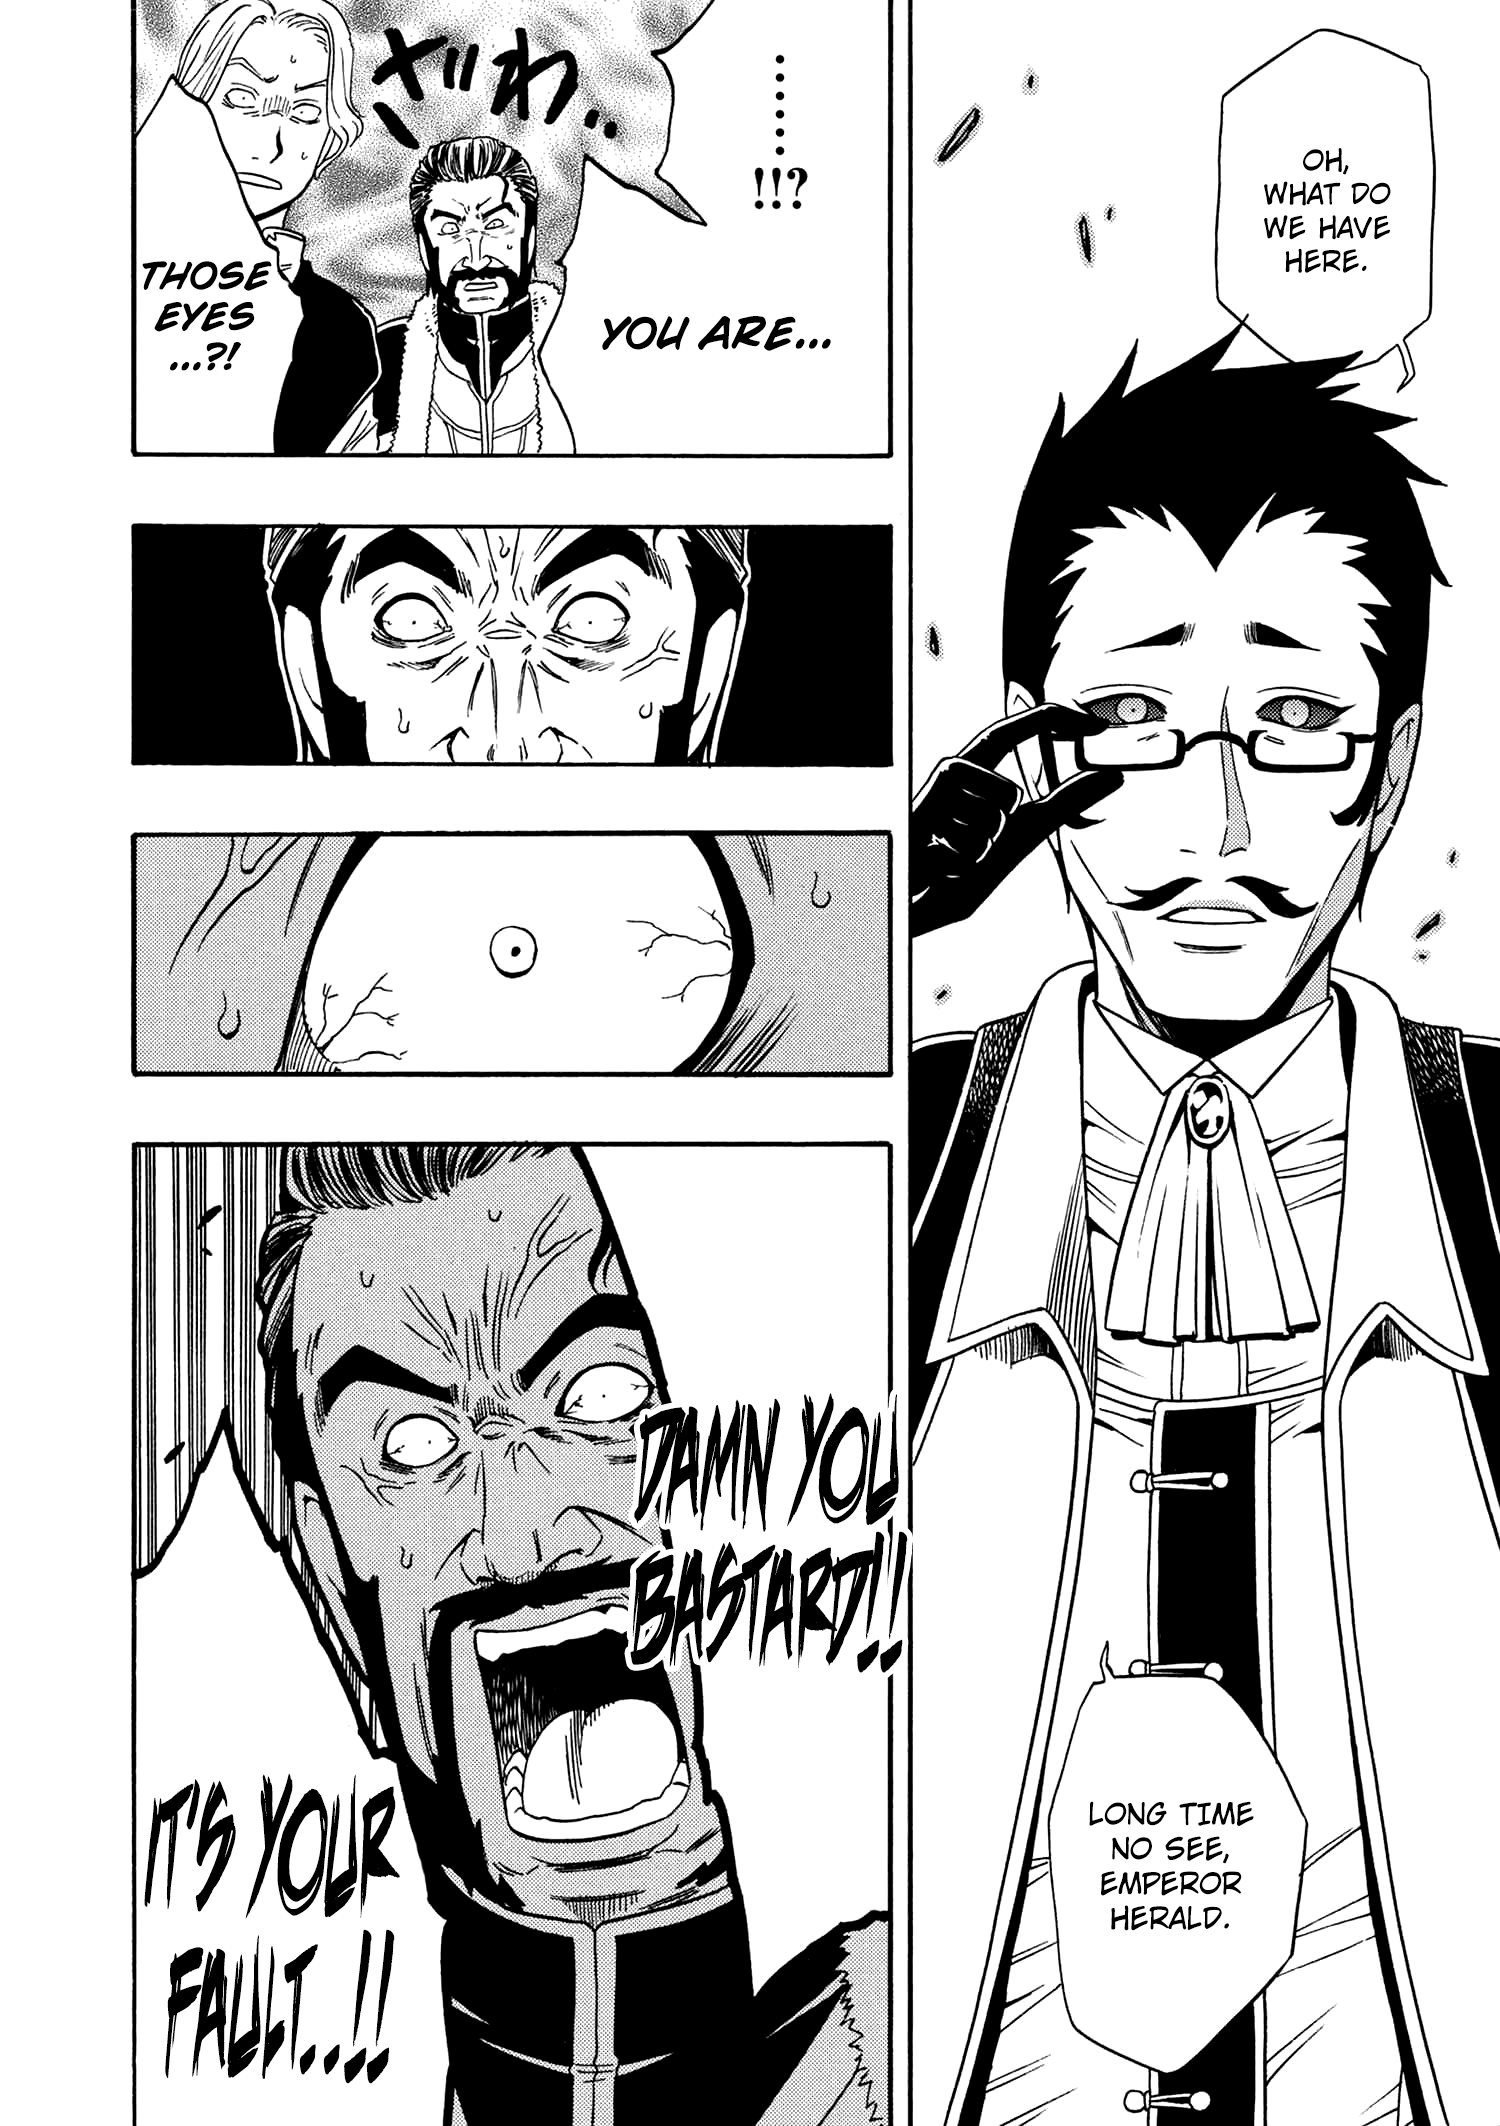 OH,
WHAT DO
WE HAVE
HERE.
LONG TIME
NO SEE,
EMPEROR
HERALD.
......
!!?
YOU ARE...
ざわ..
THOSE
EYES
...?!
DAMN YOU
BASTARD!!
IT'S YOUR
FAULT..!!